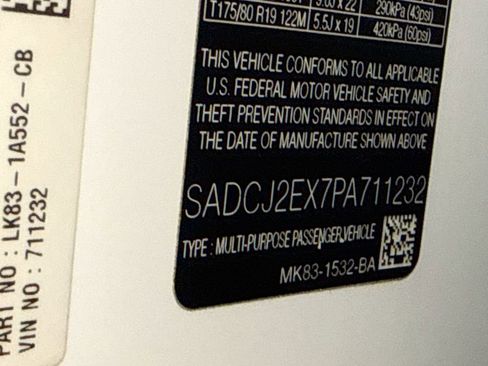 PART NO : LK83-1A552-CB
VIN NO : 711232
290kPa (43psi)
T175/80 R19 122M 5.5J x 19 420kPa (60psi)
THIS VEHICLE CONFORMS TO ALL APPLICABLE
U.S. FEDERAL MOTOR VEHICLE SAFETY AND
THEFT PREVENTION STANDARDS IN EFFECT ON
THE DATE OF MANUFACTURE SHOWN ABOVE
SADCJ2EX7PA711232
TYPE : MULTI-PURPOSE PASSENGER VEHICLE
MK83-1532-BA